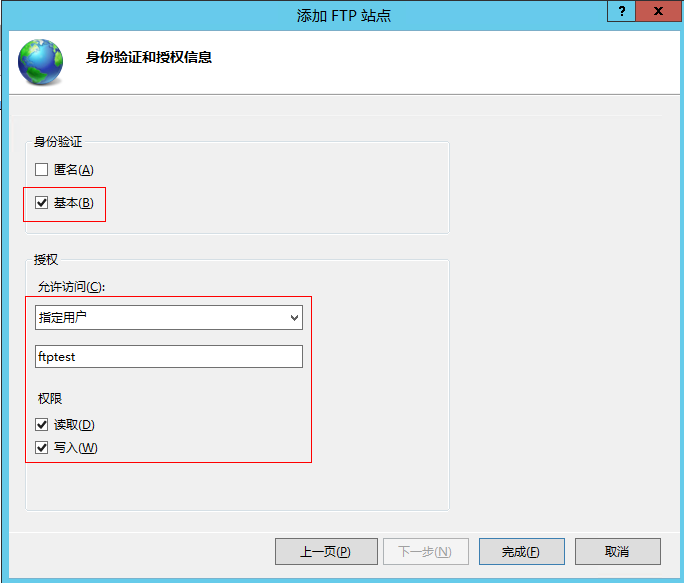 添加 FTP 站点
?
x
身份验证和授权信息
身份验证
匿名(A)
基本(B)
授权
允许访问(C):
指定用户
ftptest
权限
读取(D)
写入(W)
上一页(P) 下一步(N) 完成(F) 取消